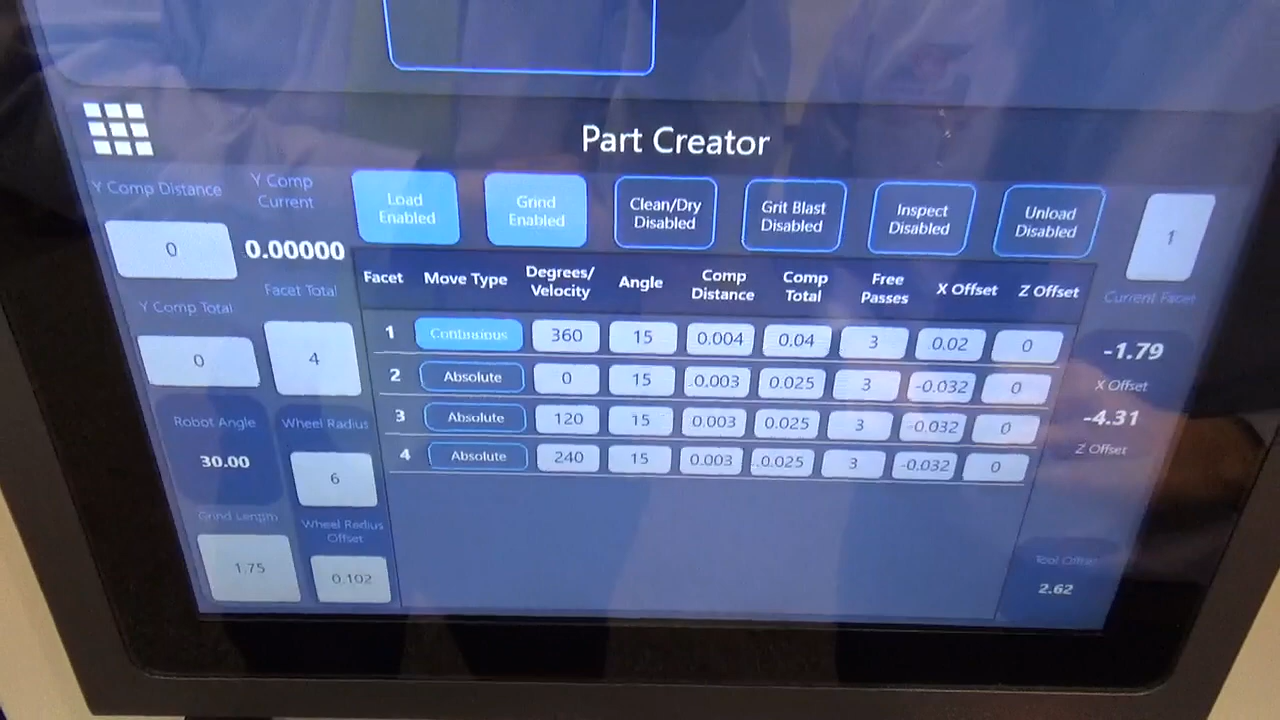 Part Creator
Y Comp Distance
0
Y Comp
Current
0.00000
Load
Enabled
Grind
Enabled
Clean/Dry
Disabled
Grit Blast
Disabled
Inspect
Disabled
Unload
Disabled
1
Current Facet
Y Comp Total
0
Facet Total
4
Robot Angle
30.00
Wheel Radius
6
Grind Length
1.75
Wheel Radius
Offset
0.102
Facet Move Type Degrees/Velocity Angle Comp Distance Comp Total Free Passes X Offset Z Offset
1 Continuous 360 15 0.004 0.04 3 0.02 0
2 Absolute 0 15 0.003 0.025 3 -0.032 0
3 Absolute 120 15 0.003 0.025 3 -0.032 0
4 Absolute 240 15 0.003 0.025 3 -0.032 0
-1.79
X Offset
-4.31
Z Offset
Tool Offset
2.62